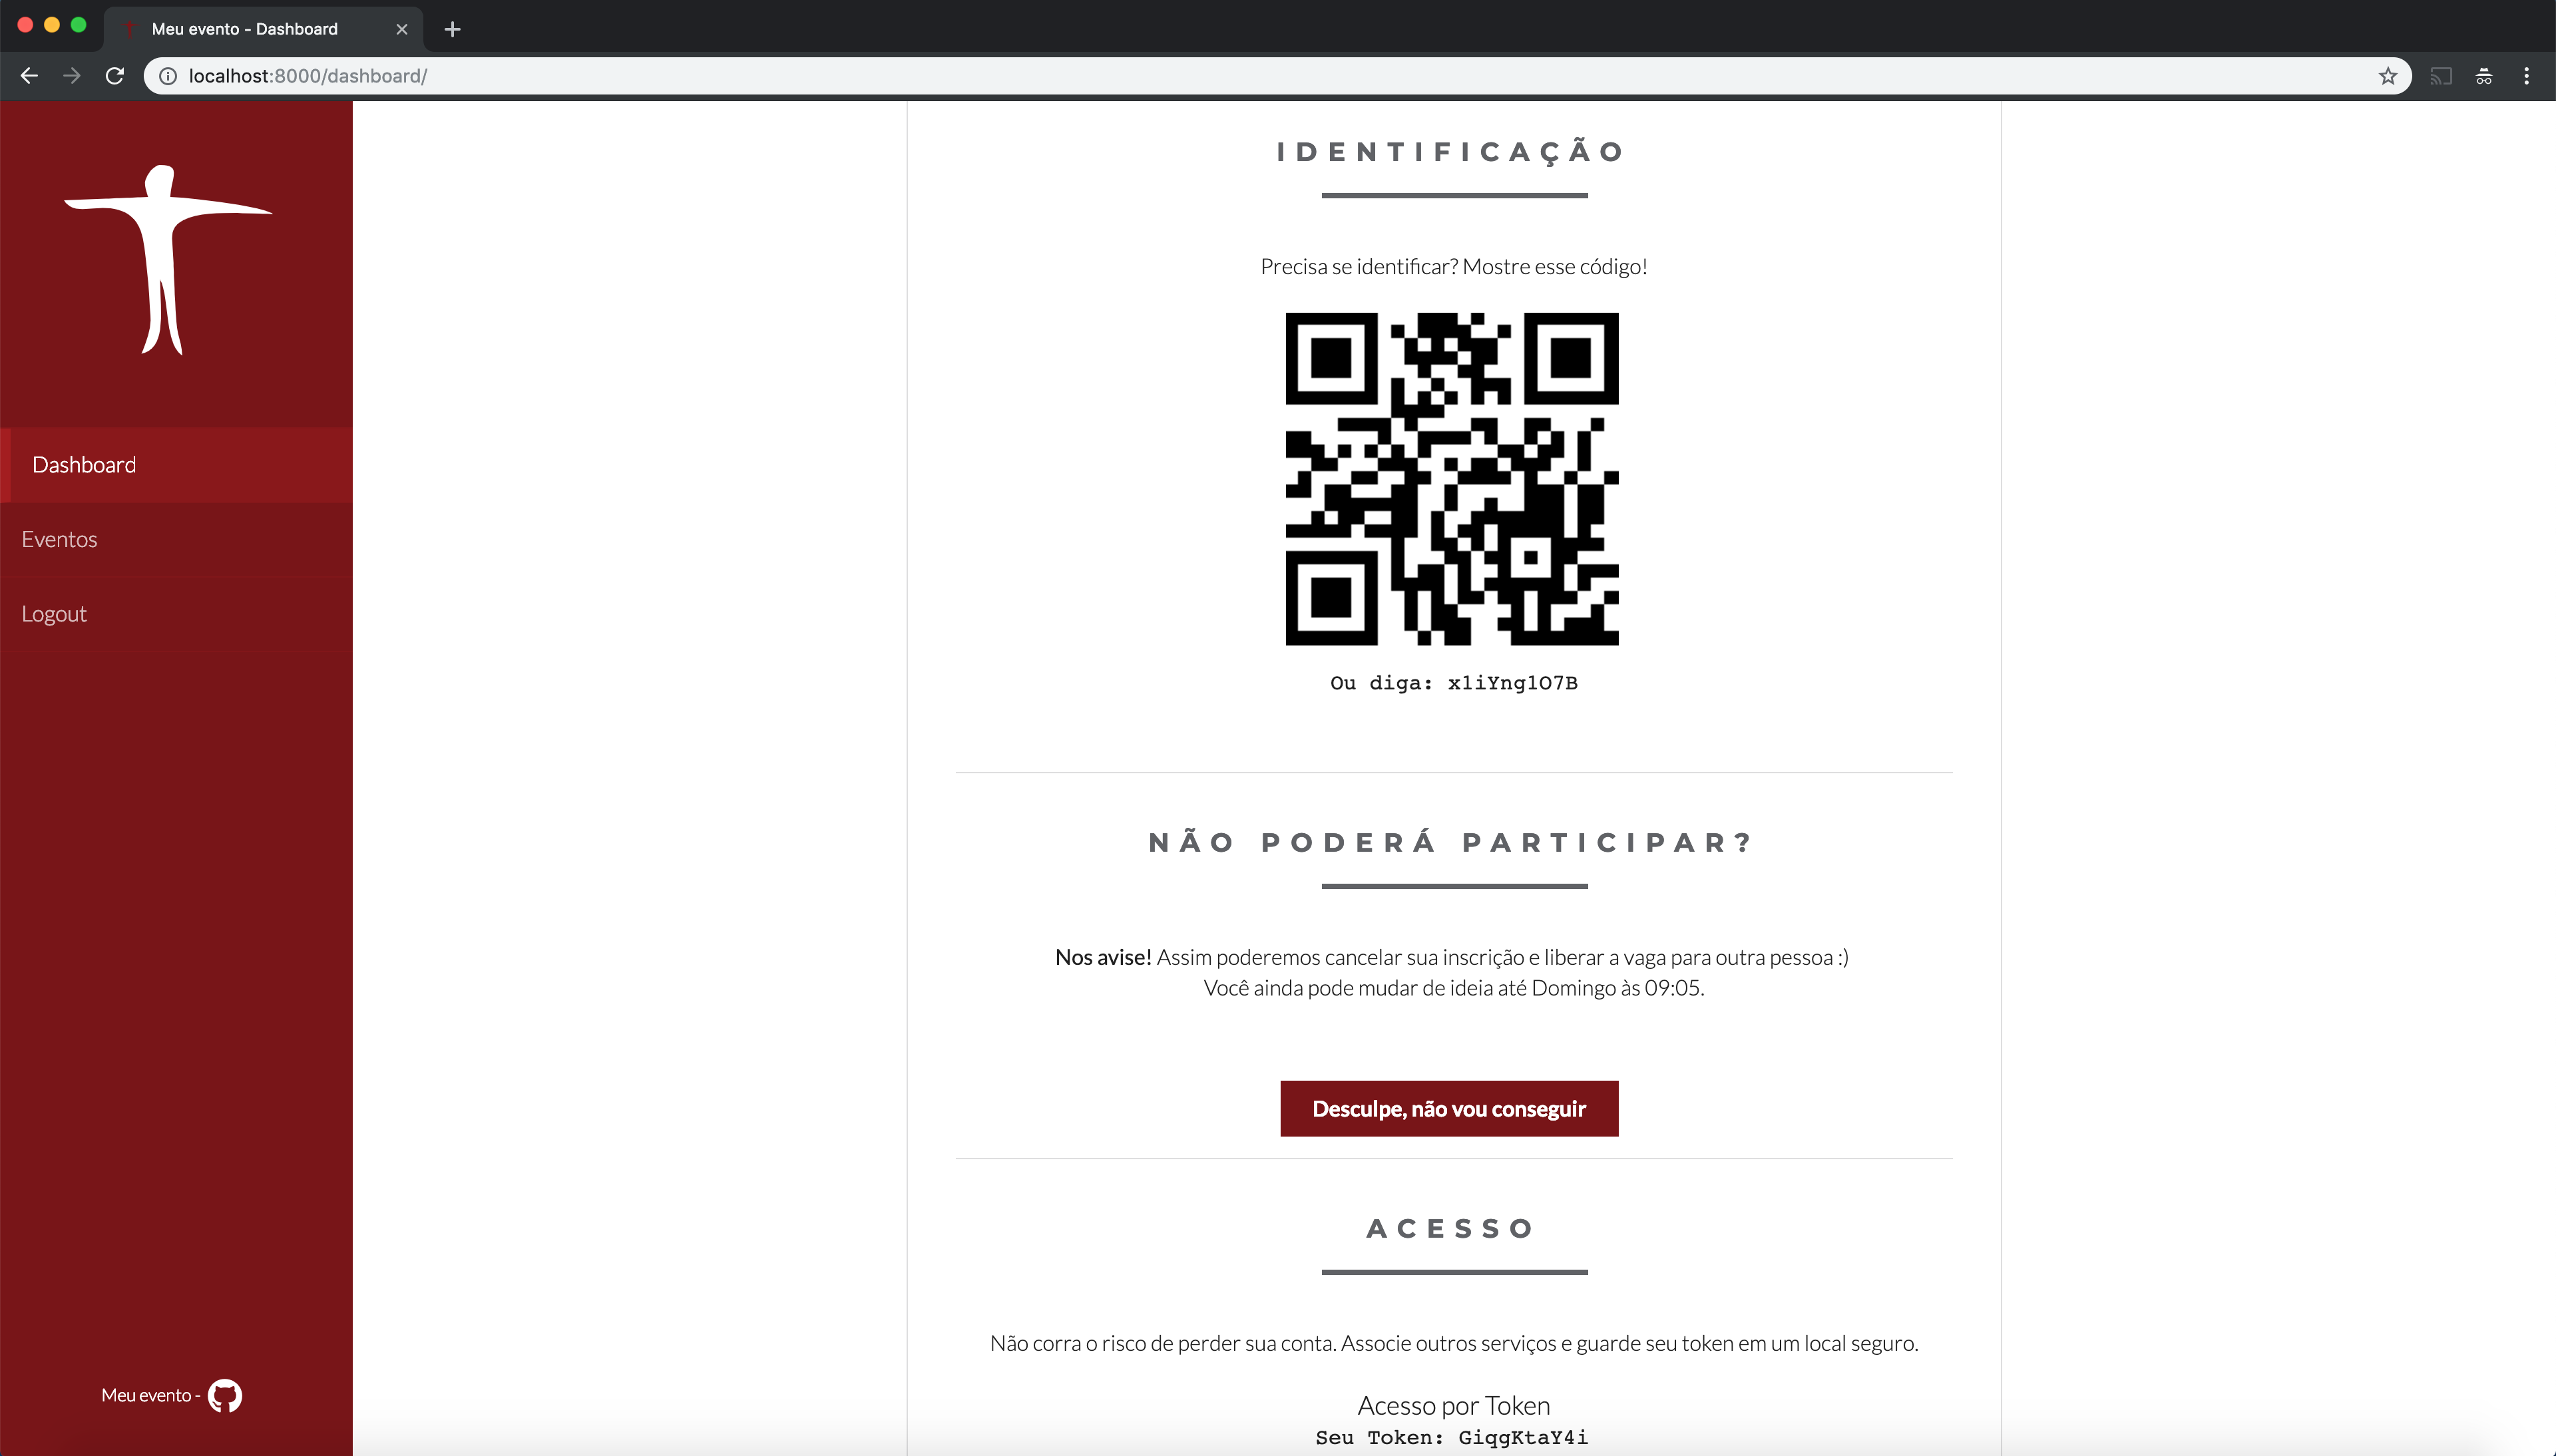 Meu evento - Dashboard
localhost:8000/dashboard/
Dashboard
Eventos
Logout
Meu evento -
IDENTIFICAÇÃO
Precisa se identificar? Mostre esse código!
Ou diga: x1iYng1O7B
NÃO PODERÁ PARTICIPAR?
Nos avise! Assim poderemos cancelar sua inscrição e liberar a vaga para outra pessoa :)
Você ainda pode mudar de ideia até Domingo às 09:05.
Desculpe, não vou conseguir
ACESSO
Não corra o risco de perder sua conta. Associe outros serviços e guarde seu token em um local seguro.
Acesso por Token
Seu Token: GiqgKtaY4i